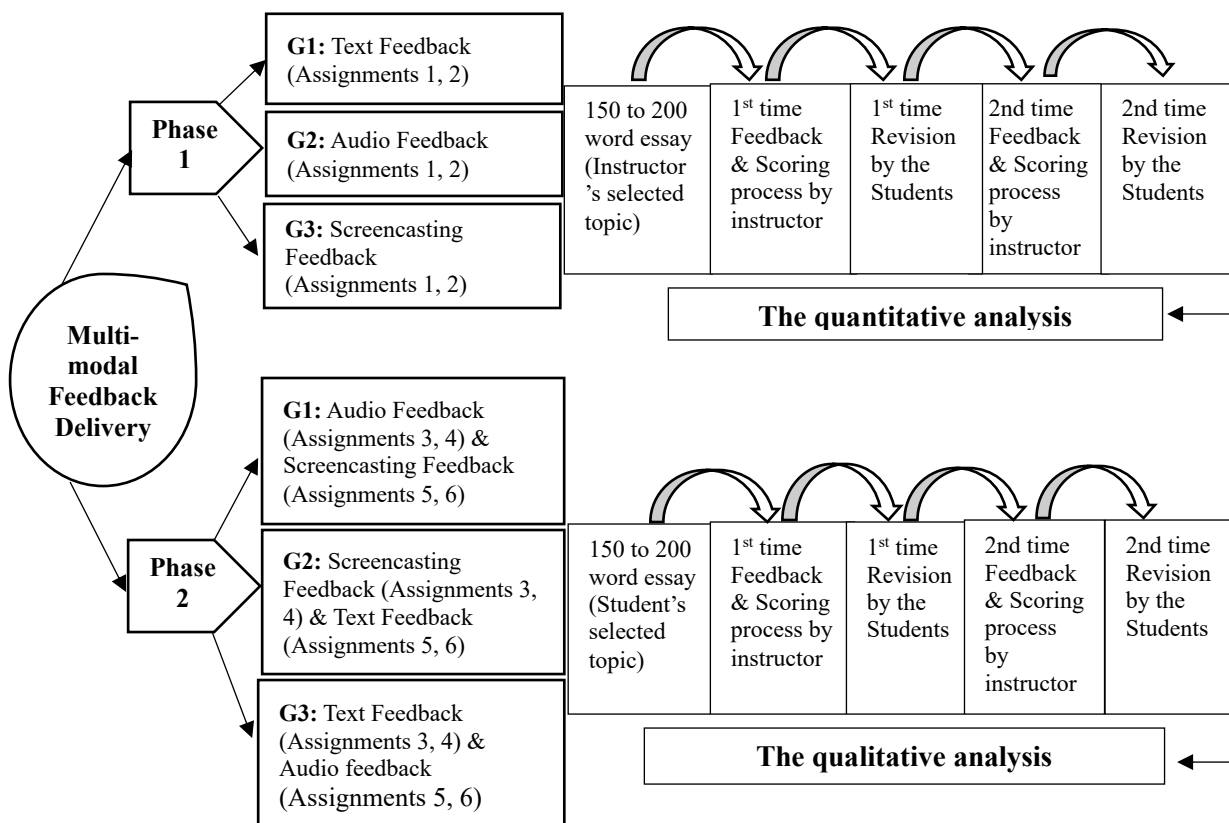 Multi-
modal
Feedback
Delivery
Phase
1
G1: Text Feedback
(Assignments 1, 2)
G2: Audio Feedback
(Assignments 1, 2)
G3: Screencasting
Feedback
(Assignments 1, 2)
150 to 200
word essay
(Instructor
’s selected
topic)
1st time
Feedback
& Scoring
process by
instructor
1st time
Revision
by the
Students
2nd time
Feedback
& Scoring
process
by
instructor
2nd time
Revision
by the
Students
The quantitative analysis
Phase
2
G1: Audio Feedback
(Assignments 3, 4) &
Screencasting Feedback
(Assignments 5, 6)
G2: Screencasting
Feedback (Assignments 3,
4) & Text Feedback
(Assignments 5, 6)
G3: Text Feedback
(Assignments 3, 4) &
Audio feedback
(Assignments 5, 6)
150 to 200
word essay
(Student’s
selected
topic)
1st time
Feedback
& Scoring
process by
instructor
1st time
Revision
by the
Students
2nd time
Feedback
& Scoring
process
by
instructor
2nd time
Revision
by the
Students
The qualitative analysis